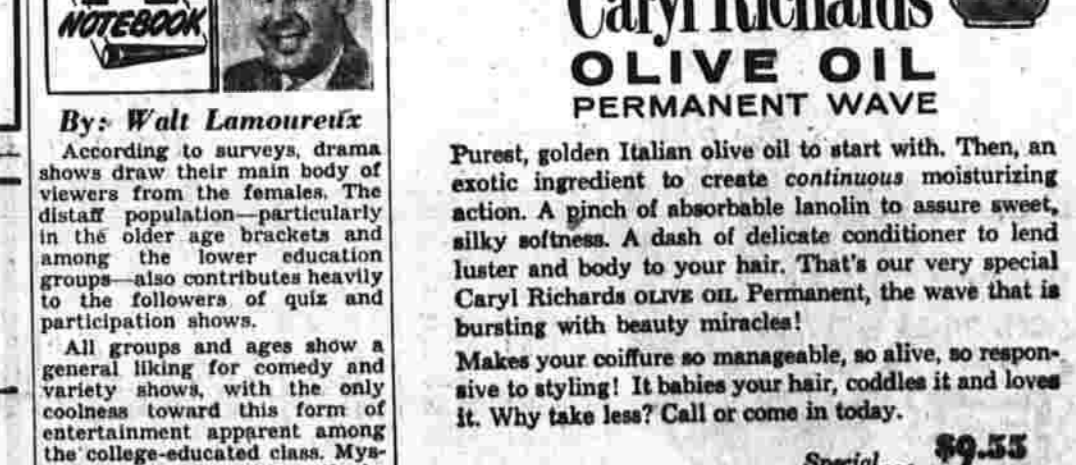 NOTEBOOK
By: Walt Lamoureux
According to surveys, drama
shows draw their main body of
viewers from the females. The
distaff population—particularly
in the older age brackets and
among the lower education
groups—also contributes heavily
to the followers of quiz and
participation shows.
All groups and ages show a
general liking for comedy and
variety shows, with the only
coolness toward this form of
entertainment apparent among
the college-educated class. Mys-
Caryl Richards
OLIVE OIL
PERMANENT WAVE
Purest, golden Italian olive oil to start with. Then, an
exotic ingredient to create continuous moisturizing
action. A pinch of absorbable lanolin to assure sweet,
silky softness. A dash of delicate conditioner to lend
luster and body to your hair. That's our very special
Caryl Richards OLIVE OIL Permanent, the wave that is
bursting with beauty miracles!
Makes your coiffure so manageable, so alive, so respon-
sive to styling! It babies your hair, coddles it and loves
it. Why take less? Call or come in today.
Special
$9.55